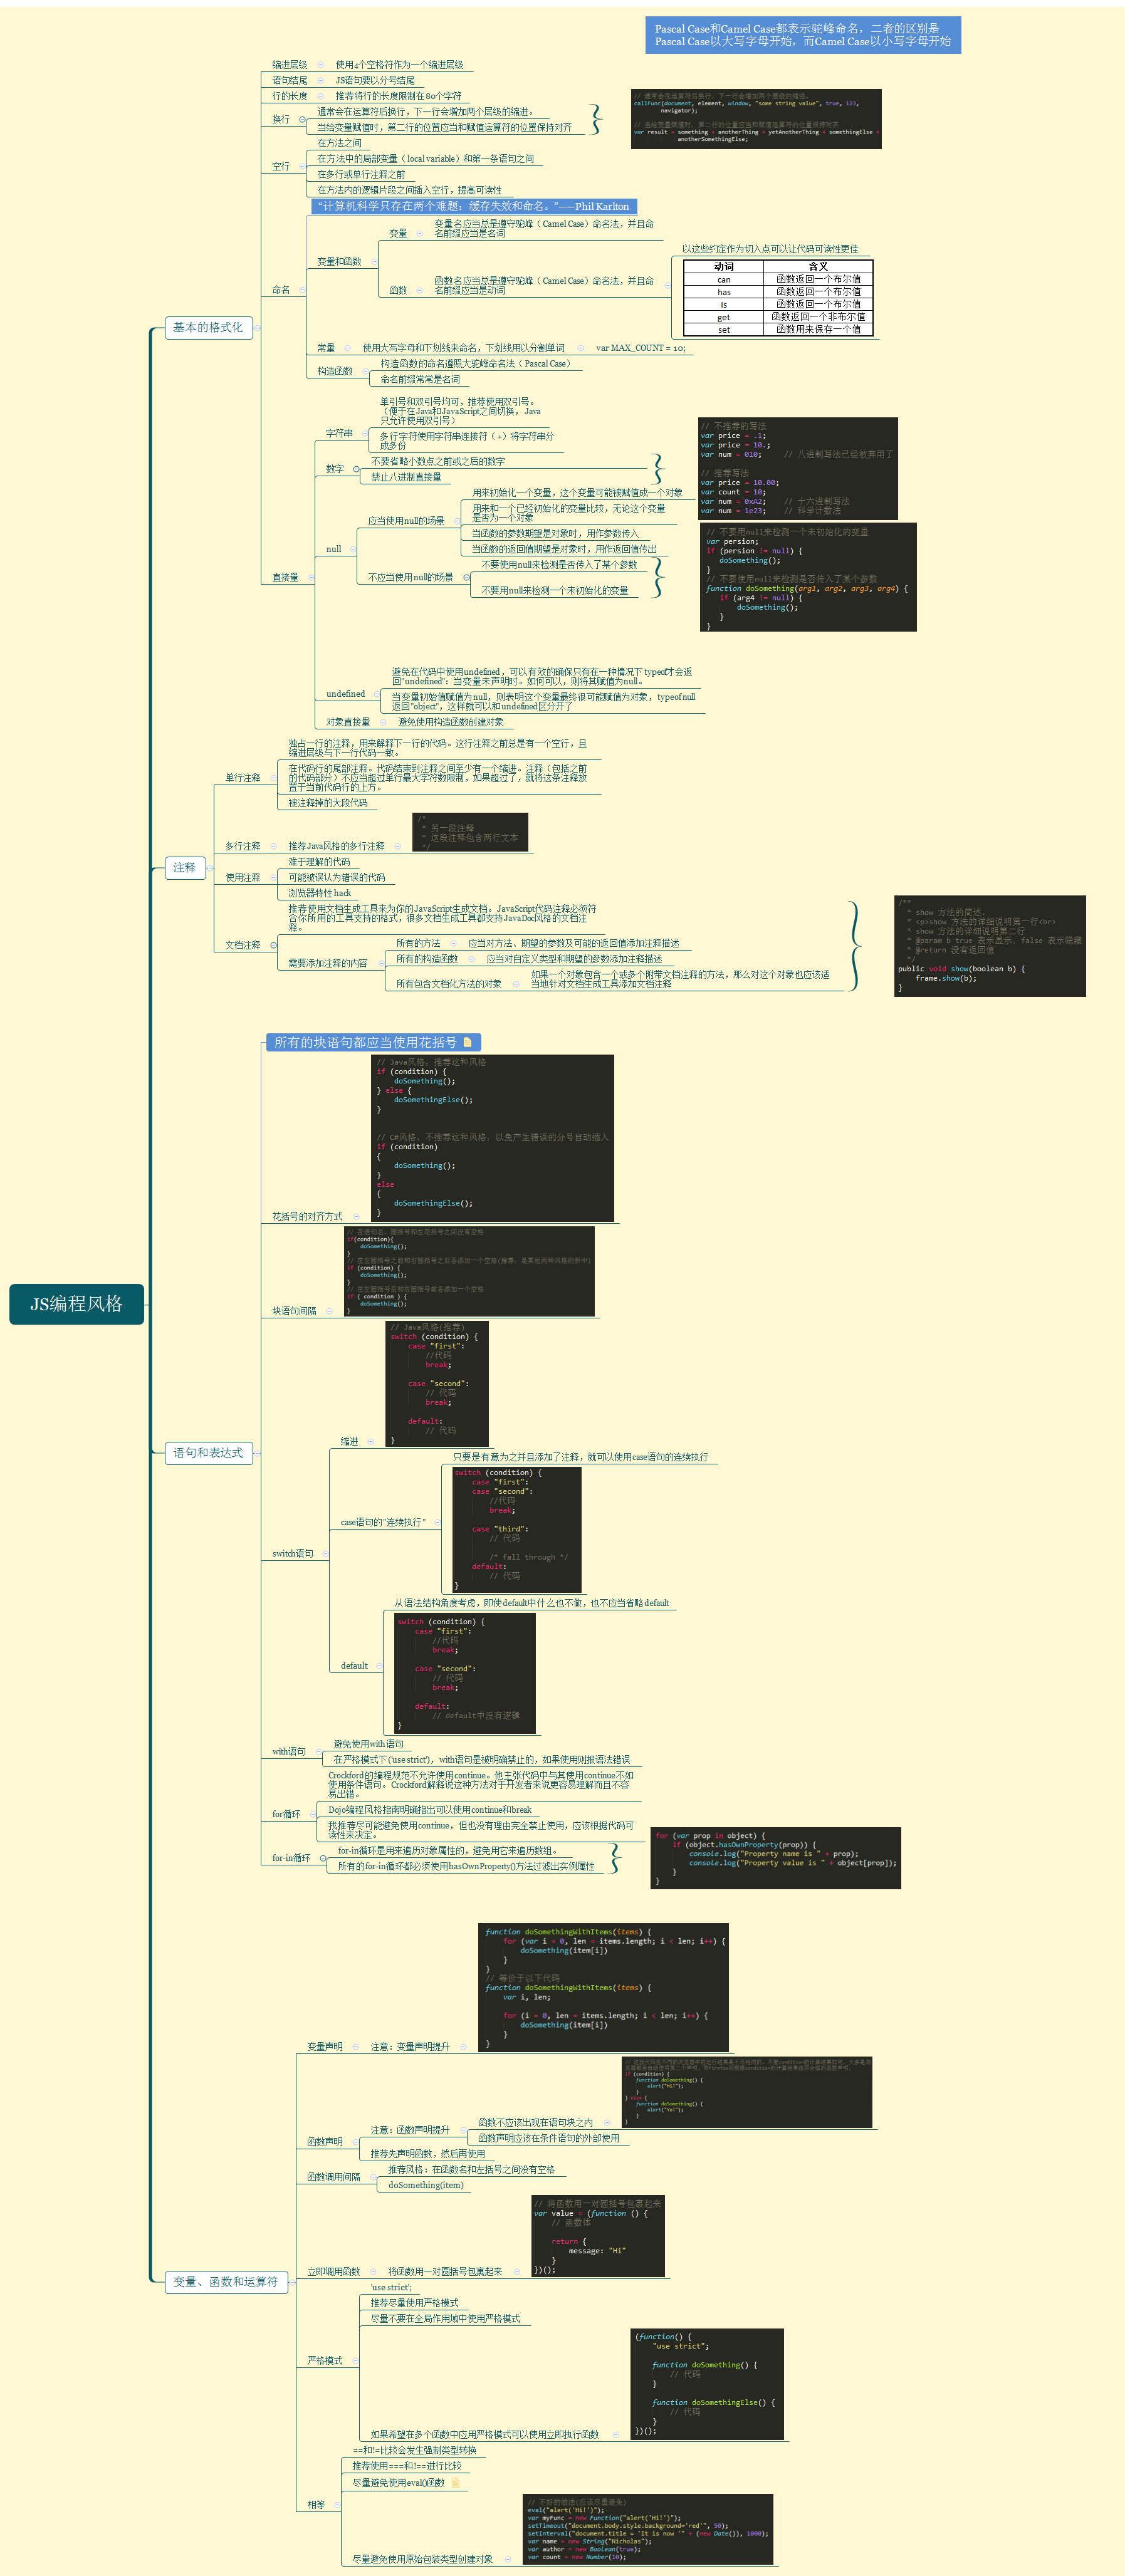 Pascal Case和Camel Case都表示驼峰命名，二者的区别是
Pascal Case以大写字母开始，而Camel Case以小写字母开始
JS编程风格
基本的格式化
缩进层级
使用4个空格符作为一个缩进层级
语句结尾
JS语句要以分号结尾
行的长度
推荐将行的长度限制在80个字符
换行
通常会在运算符后换行，下一行会增加两个层级的缩进。
当给变量赋值时，第二行的位置应当和赋值运算符的位置保持对齐
// 通常会在运算符后换行，下一行会增加两个层级的缩进。
callFunc(document, element, window, "some string value", true, 123,
navigator);
// 当给变量赋值时，第二行的位置应当和赋值运算符的位置保持对齐
var result = something + anotherThing + yetAnotherThing + somethingElse +
anotherSomethingElse;
空行
在方法之间
在方法中的局部变量（local variable）和第一条语句之间
在多行或单行注释之前
在方法内的逻辑片段之间插入空行，提高可读性
命名
“计算机科学只存在两个难题：缓存失效和命名。”——Phil Karlton
变量和函数
变量
变量名应当总是遵守驼峰（Camel Case）命名法，并且命
名前缀应当是名词
函数
函数名应当总是遵守驼峰（Camel Case）命名法，并且命
名前缀应当是动词
以这些约定作为切入点可以让代码可读性更佳
动词 含义
can 函数返回一个布尔值
has 函数返回一个布尔值
is 函数返回一个布尔值
get 函数返回一个非布尔值
set 函数用来保存一个值
常量
使用大写字母和下划线来命名，下划线用以分割单词
var MAX_COUNT = 10;
构造函数
构造函数的命名遵照大驼峰命名法（Pascal Case）
命名前缀常常是名词
直接量
字符串
单引号和双引号均可，推荐使用双引号。
（便于在Java和JavaScript之间切换，Java
只允许使用双引号）
多行字符使用字符串连接符（+）将字符串分
成多份
数字
不要省略小数点之前或之后的数字
禁止八进制直接量
// 不推荐的写法
var price = .1;
var price = 10.;
var num = 010; // 八进制写法已经被弃用了
// 推荐写法
var price = 10.00;
var count = 10;
var num = 0xA2; // 十六进制写法
var num = 1e23; // 科学计数法
null
应当使用null的场景
用来初始化一个变量，这个变量可能被赋值成一个对象
用来和一个已经初始化的变量比较，无论这个变量
是否为一个对象
当函数的参数期望是对象时，用作参数传入
当函数的返回值期望是对象时，用作返回值传出
不应当使用null的场景
不要使用null来检测是否传入了某个参数
不要用null来检测一个未初始化的变量
// 不要用null来检测一个未初始化的变量
var persion;
if (persion != null) {
doSomething();
}
// 不要使用null来检测是否传入了某个参数
function doSomething(arg1, arg2, arg3, arg4) {
if (arg4 != null) {
doSomething();
}
}
undefined
避免在代码中使用undefined，可以有效的确保只有在一种情况下typeof才会返
回"undefined"：当变量未声明时。如何可以，则将其赋值为null。
当变量初始值赋值为null，则表明这个变量最终很可能赋值为对象，typeof null
返回"object"，这样就可以和undefined区分开了
对象直接量
避免使用构造函数创建对象
注释
单行注释
独占一行的注释，用来解释下一行的代码。这行注释之前总是有一个空行，且
缩进层级与下一行代码一致。
在代码行的尾部注释。代码结束到注释之间至少有一个缩进。注释（包括之前
的代码部分）不应当超过单行最大字符数限制，如果超过了，就将这条注释放
置于当前代码行的上方。
被注释掉的大段代码
多行注释
推荐Java风格的多行注释
/*
* 另一段注释
* 这段注释包含两行文本
*/
使用注释
难于理解的代码
可能被误认为错误的代码
浏览器特性hack
文档注释
推荐使用文档生成工具来为你的JavaScript生成文档。JavaScript代码注释必须符
合你所用的工具支持的格式，很多文档生成工具都支持JavaDoc风格的文档注
释。
需要添加注释的内容
所有的方法
应当对方法、期望的参数及可能的返回值添加注释描述
所有的构造函数
应当对自定义类型和期望的参数添加注释描述
所有包含文档化方法的对象
如果一个对象包含一个或多个附带文档注释的方法，那么对这个对象也应该适
当地针对文档生成工具添加文档注释
/**
* show 方法的简述.
* <p>show 方法的详细说明第一行<br>
* show 方法的详细说明第二行
* @param b true 表示显示，false 表示隐藏
* @return 没有返回值
*/
public void show(boolean b) {
frame.show(b);
}
语句和表达式
所有的块语句都应当使用花括号
花括号的对齐方式
// Java风格，推荐这种风格
if (condition) {
doSomething();
} else {
doSomethingElse();
}
// C#风格、不推荐这种风格，以免产生错误的分号自动插入
if (condition)
{
doSomething();
}
else
{
doSomethingElse();
}
块语句间隔
// 在语句名、圆括号和左花括号之间没有空格
if(condition){
doSomething();
}
// 在左圆括号之前和右圆括号之后各添加一个空格(推荐，是其他两种风格的折中)
if (condition) {
doSomething();
}
// 在左圆括号后和右圆括号前各添加一个空格
if ( condition ) {
doSomething();
}
switch语句
缩进
// Java风格(推荐)
switch (condition) {
case "first":
//代码
break;
case "second":
// 代码
break;
default:
// 代码
}
case语句的"连续执行"
只要是有意为之并且添加了注释，就可以使用case语句的连续执行
switch (condition) {
case "first":
case "second":
//代码
break;
case "third":
// 代码
/* fall through */
default:
// 代码
}
default
从语法结构角度考虑，即使default中什么也不做，也不应当省略default
switch (condition) {
case "first":
//代码
break;
case "second":
// 代码
break;
default:
// default中没有逻辑
}
with语句
避免使用with语句
在严格模式下('use strict')，with语句是被明确禁止的，如果使用则报语法错误
for循环
Crockford的编程规范不允许使用continue。他主张代码中与其使用continue不如
使用条件语句。Crockford解释说这种方法对于开发者来说更容易理解而且不容
易出错。
Dojo编程风格指南明确指出可以使用continue和break
我推荐尽可能避免使用continue，但也没有理由完全禁止使用，应该根据代码可
读性来决定。
for-in循环
for-in循环是用来遍历对象属性的，避免用它来遍历数组。
所有的for-in循环都必须使用hasOwnProperty()方法过滤出实例属性
for (var prop in object) {
if (object.hasOwnProperty(prop)) {
console.log("Property name is " + prop);
console.log("Property value is " + object[prop]);
}
}
变量、函数和运算符
变量声明
注意：变量声明提升
function doSomethingWithItems(items) {
for (var i = 0, len = items.length; i < len; i++) {
doSomething(item[i])
}
}
// 等价于以下代码
function doSomethingWithItems(items) {
var i, len;
for (i = 0, len = items.length; i < len; i++) {
doSomething(item[i])
}
}
函数声明
注意：函数声明提升
函数不应该出现在语句块之内
if (condition) {
function doSomething() {
alert("Hi!");
}
} else {
function doSomething() {
alert("Yo!");
}
}
函数声明应该在条件语句的外部使用
推荐先声明函数，然后再使用
函数调用间隔
推荐风格：在函数名和左括号之间没有空格
doSomething(item)
立即调用函数
将函数用一对圆括号包裹起来
// 将函数用一对圆括号包裹起来
var value = (function () {
// 函数体
return {
message: "Hi"
}
})();
严格模式
'use strict';
推荐尽量使用严格模式
尽量不要在全局作用域中使用严格模式
如果希望在多个函数中应用严格模式可以使用立即执行函数
(function() {
"use strict";
function doSomething() {
// 代码
}
function doSomethingElse() {
// 代码
}
})();
相等
==和!=比较会发生强制类型转换
推荐使用===和!==进行比较
尽量避免使用eval()函数
尽量避免使用原始包装类型创建对象
// 不好的做法(应该尽量避免)
eval("alert('Hi!')");
var myFunc = new Function("alert('Hi!')");
setTimeout("document.body.style.background='red'", 50);
setInterval("document.title = 'It is now '" + (new Date()), 1000);
var name = new String("Nicholas");
var author = new Boolean(true);
var count = new Number(10);